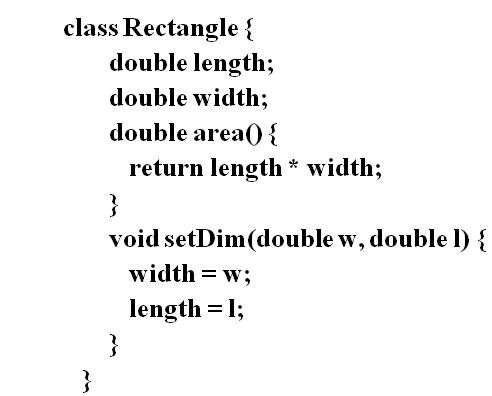 class Rectangle {
double length;
double width;
double area() {
return length * width;
}
void setDim(double w, double l) {
width = w;
length = l;
}
}